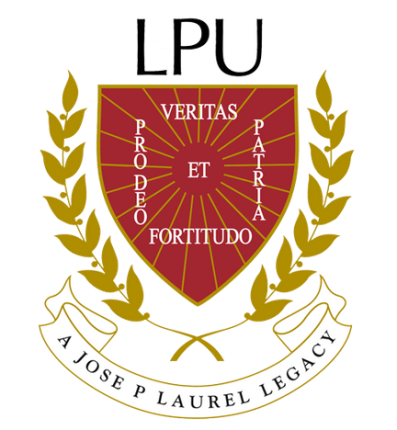 LPU
VERITAS
PRO DEO
ET
PATRIA
FORTITUDO
A JOSE P LAUREL LEGACY